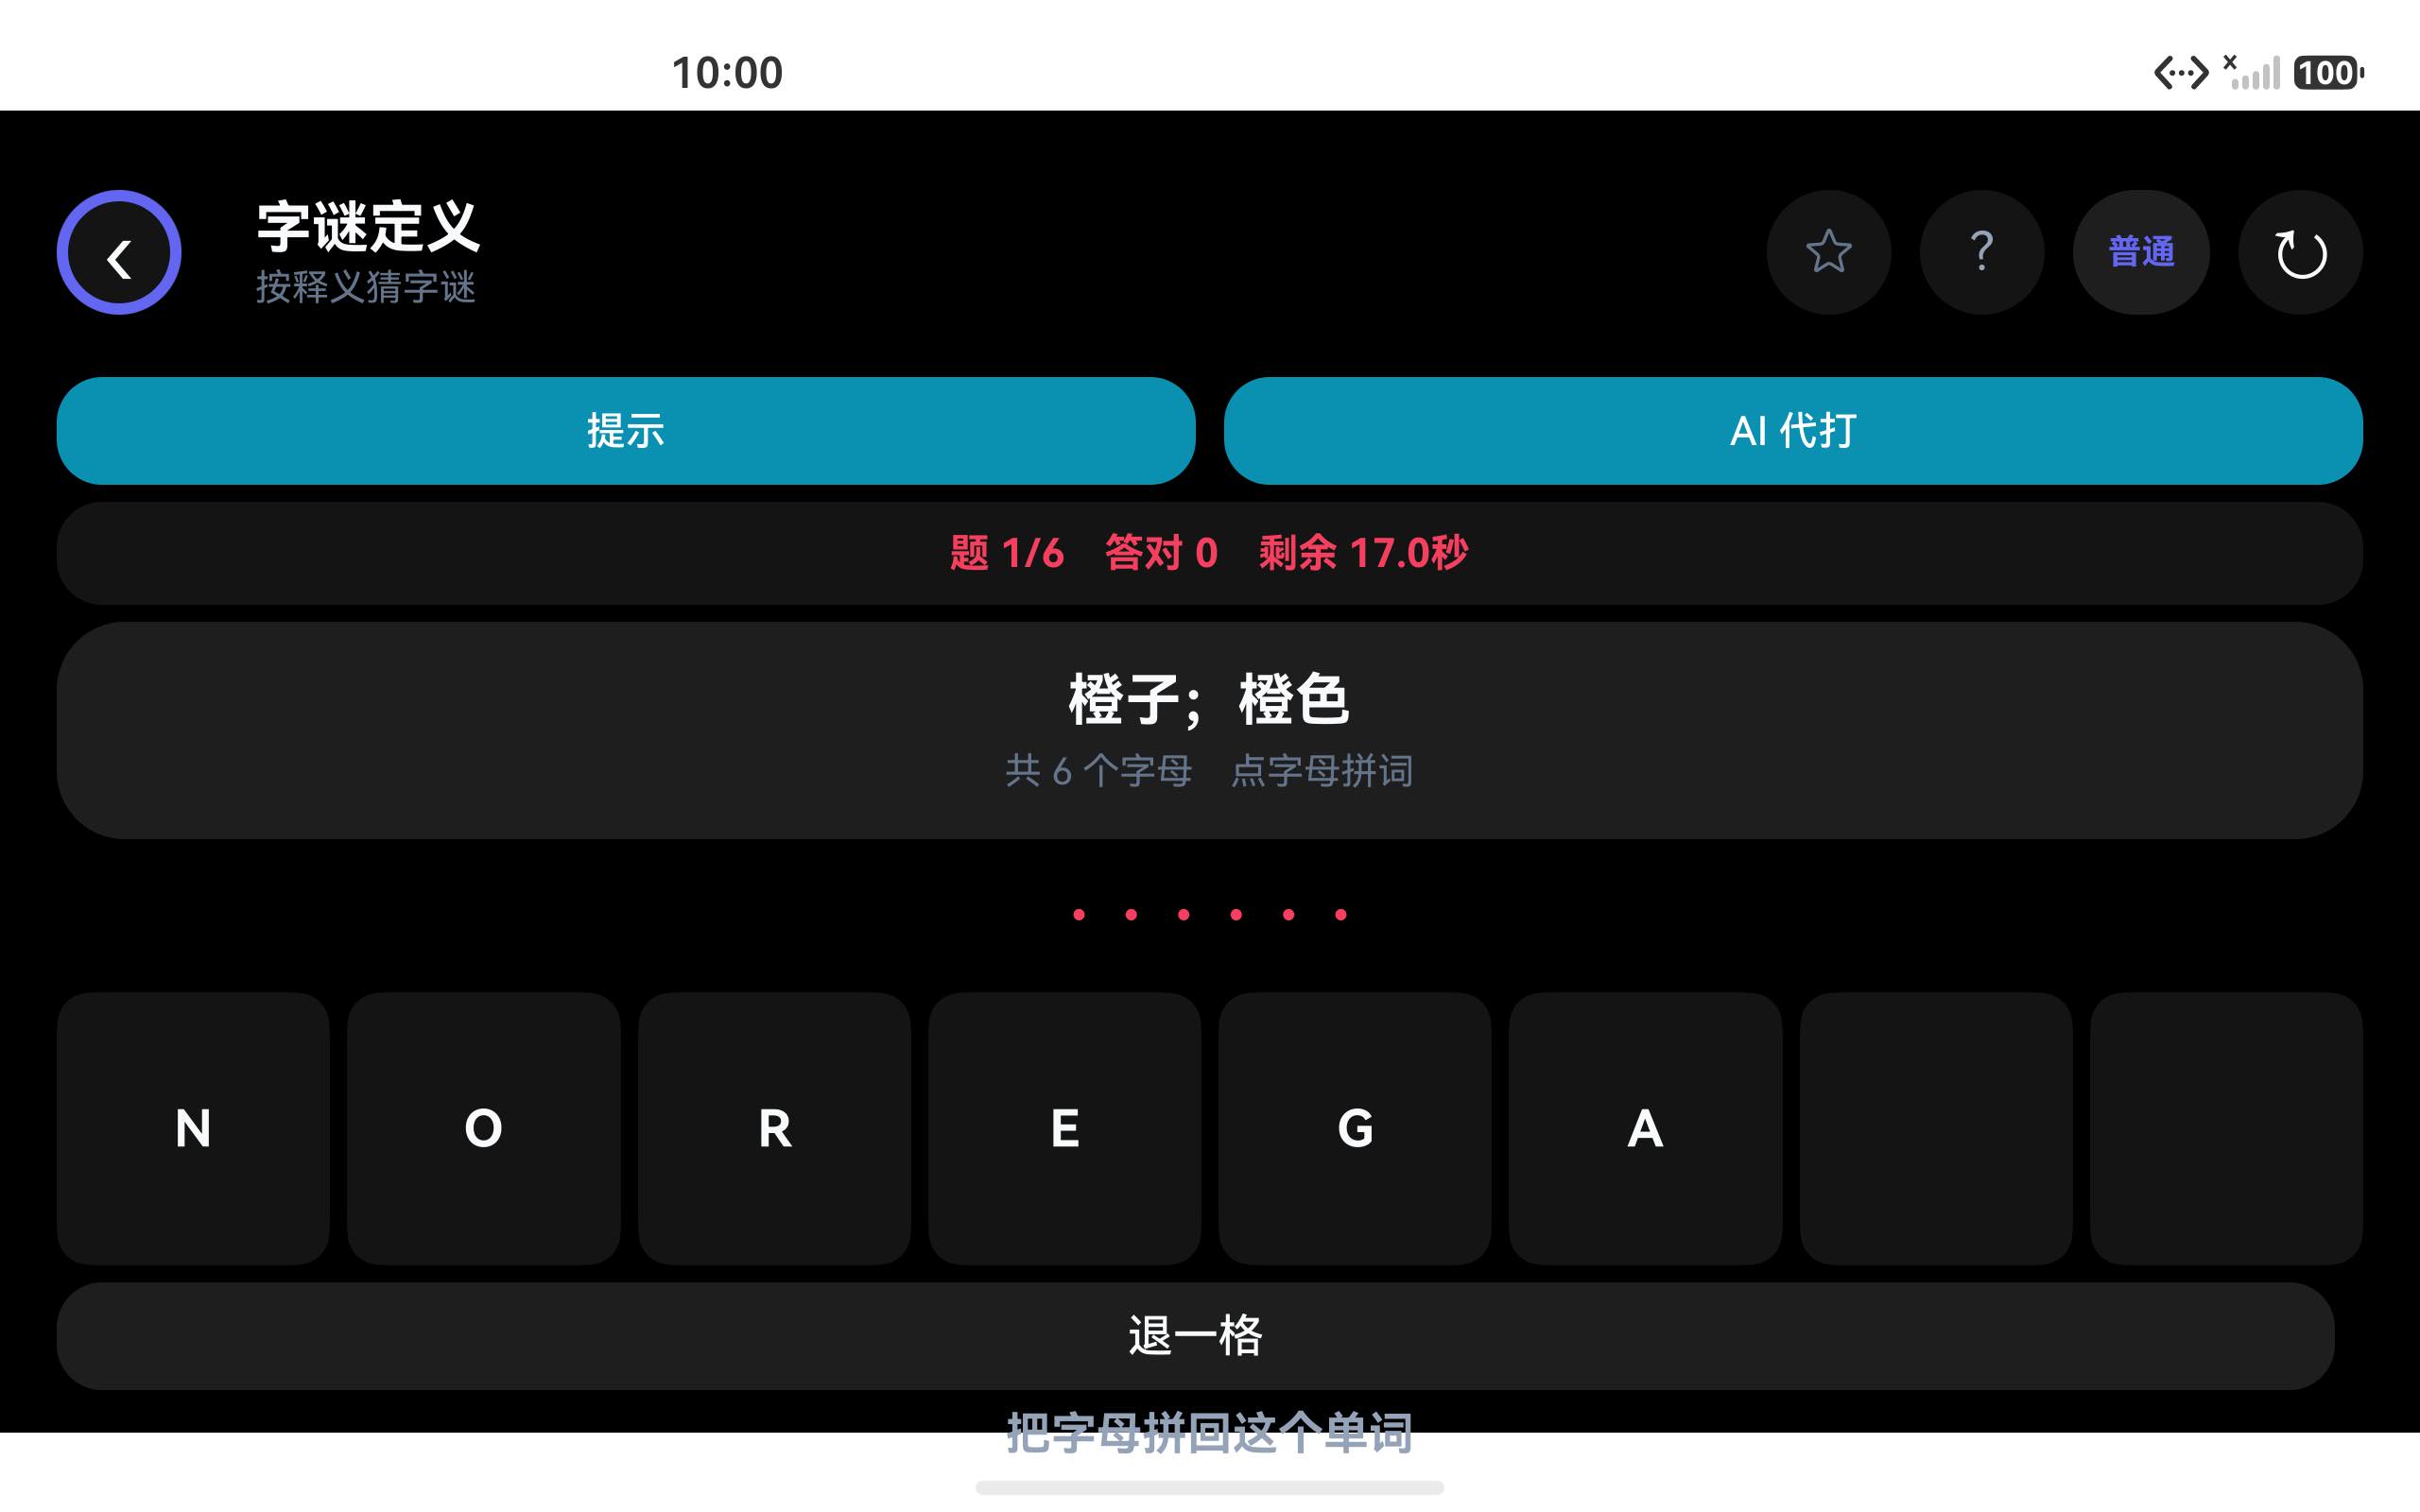 10:00
100
字谜定义
按释义猜字谜
?
普通
提示
AI 代打
题 1/6 答对 0 剩余 17.0秒
橙子；橙色
共 6 个字母 点字母拼词
N O R E G A
退一格
把字母拼回这个单词